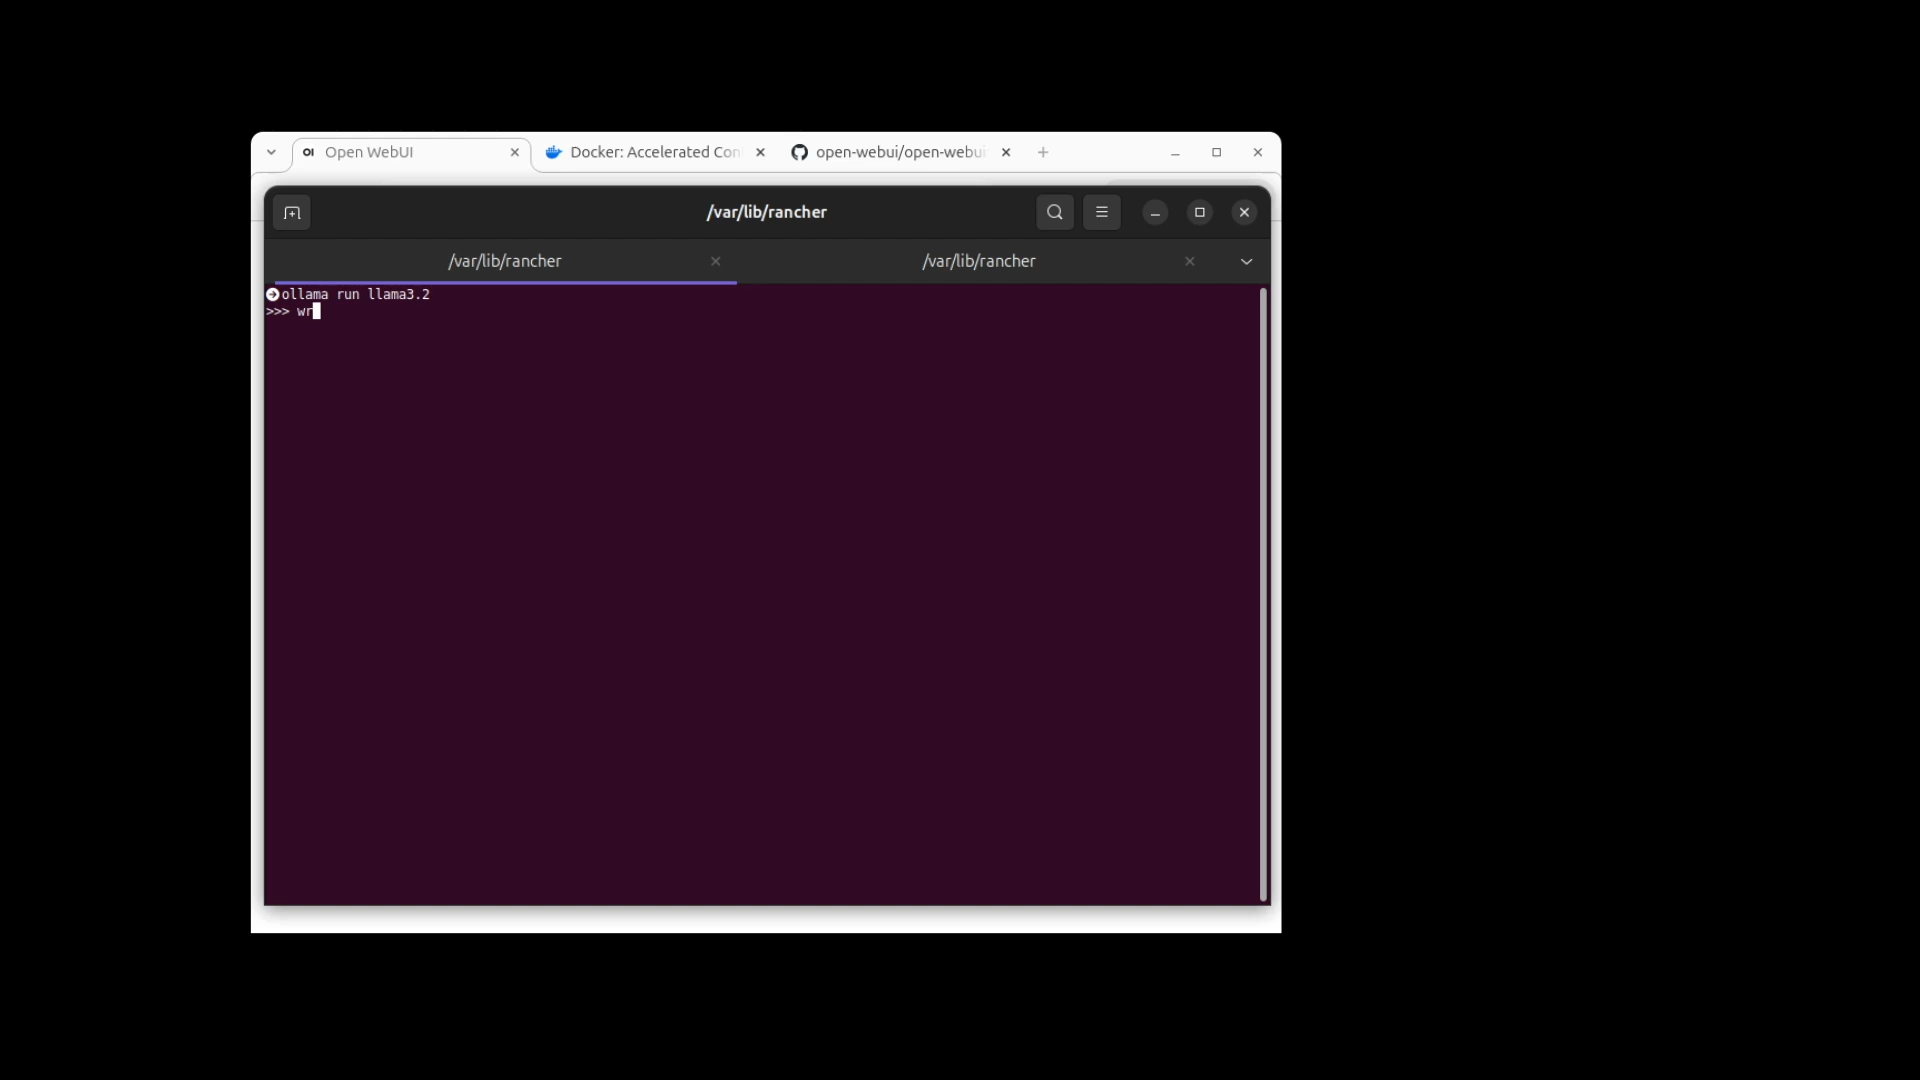 OI Open WebUI
Docker: Accelerated Con
open-webui/open-webui
/var/lib/rancher
/var/lib/rancher
/var/lib/rancher
ollama run llama3.2
>>> wr